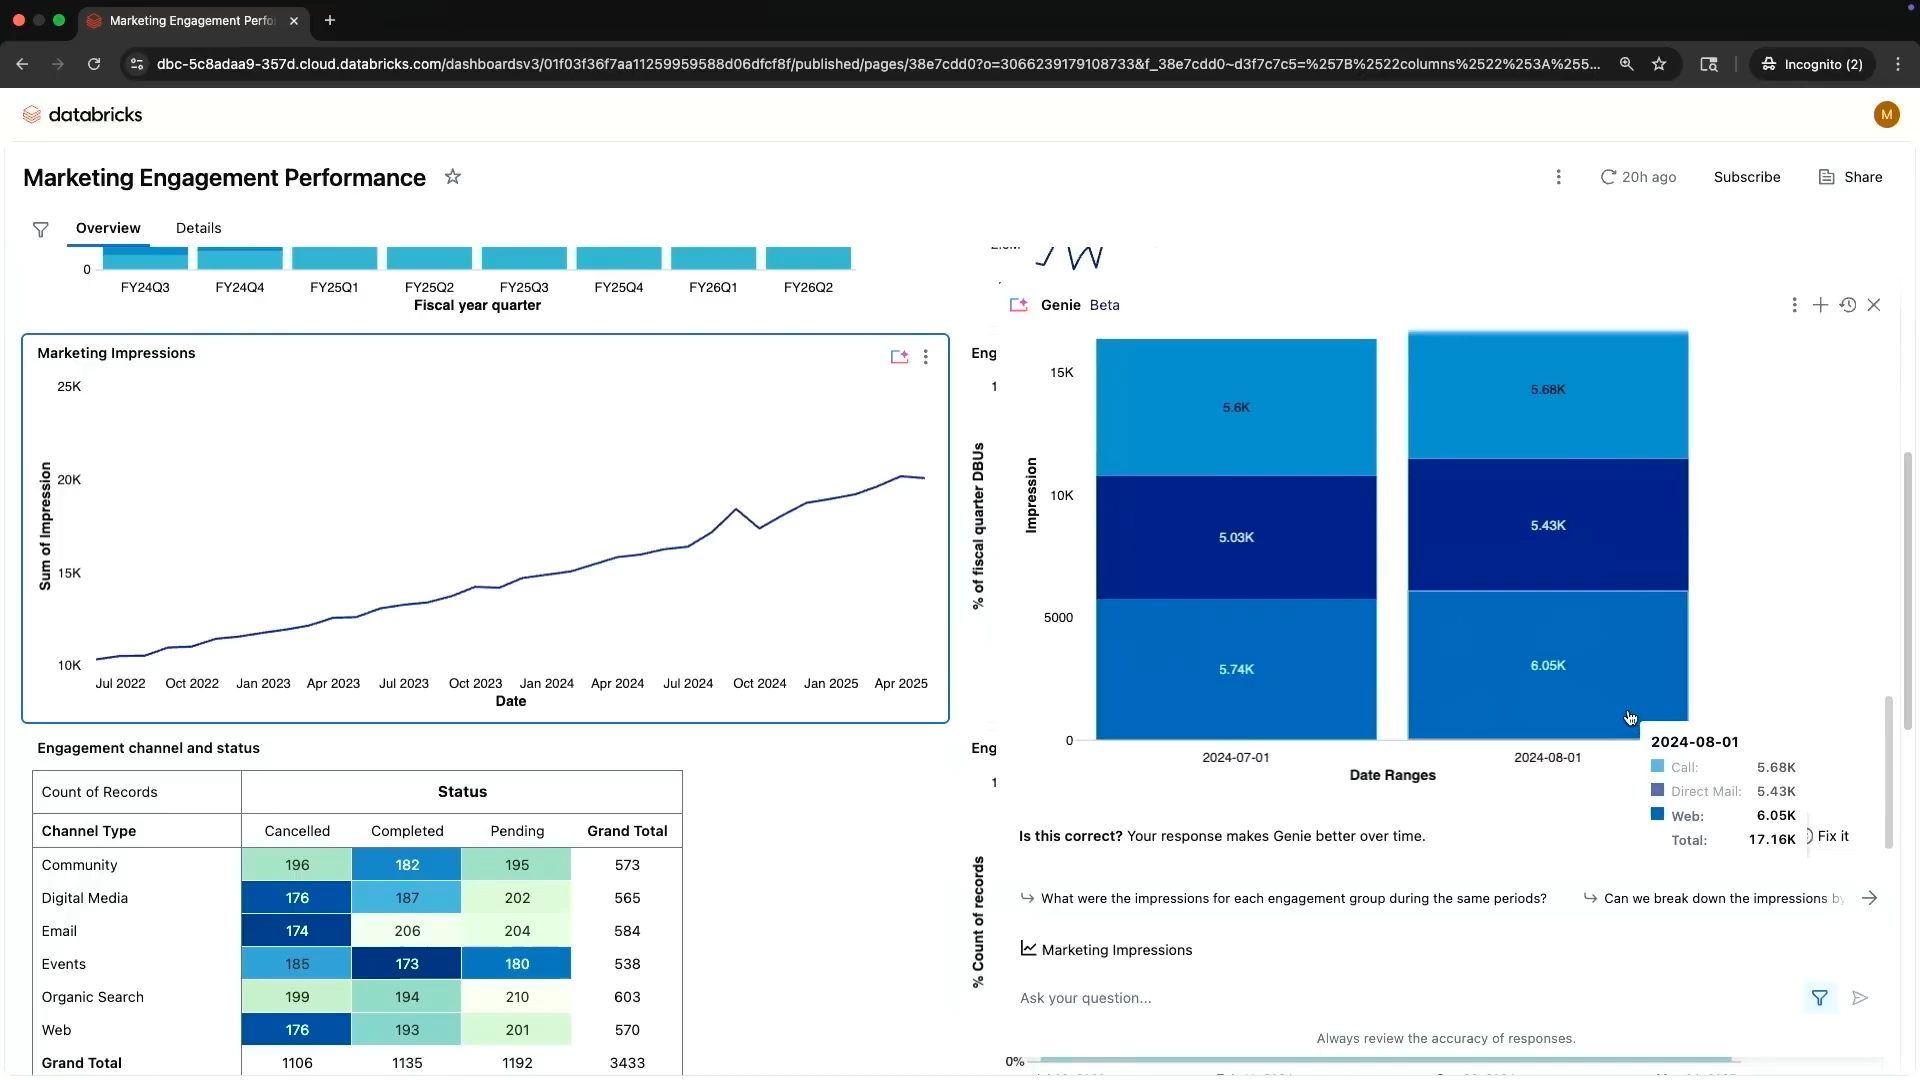 Marketing Engagement Perfo
dbc-5c8adaa9-357d.cloud.databricks.com/dashboardsv3/01f03f36f7aa11259959588d06dfcf8f/published/pages/38e7cdd0?o=3066239179108733&f_38e7cdd0~d3f7c7c5=%257B%2522columns%2522%253A%255...
Incognito (2)
databricks
M
Marketing Engagement Performance
20h ago
Subscribe
Share
Overview
Details
0
FY24Q3 FY24Q4 FY25Q1 FY25Q2 FY25Q3 FY25Q4 FY26Q1 FY26Q2
Fiscal year quarter
Marketing Impressions
25K
20K
15K
10K
Sum of Impression
Jul 2022 Oct 2022 Jan 2023 Apr 2023 Jul 2023 Oct 2023 Jan 2024 Apr 2024 Jul 2024 Oct 2024 Jan 2025 Apr 2025
Date
Engagement channel and status
Count of Records Status
Channel Type Cancelled Completed Pending Grand Total
Community 196 182 195 573
Digital Media 176 187 202 565
Email 174 206 204 584
Events 185 173 180 538
Organic Search 199 194 210 603
Web 176 193 201 570
Grand Total 1106 1135 1192 3433
Eng
1
% of fiscal quarter DBUs
Eng
1
% Count of records
0%
Genie Beta
15K
10K
5000
0
Impression
5.6K 5.68K
5.03K 5.43K
5.74K 6.05K
2024-07-01 2024-08-01
Date Ranges
2024-08-01
Call: 5.68K
Direct Mail: 5.43K
Web: 6.05K
Total: 17.16K
Is this correct? Your response makes Genie better over time.
Fix it
What were the impressions for each engagement group during the same periods?
Can we break down the impressions by
Marketing Impressions
Ask your question...
Always review the accuracy of responses.